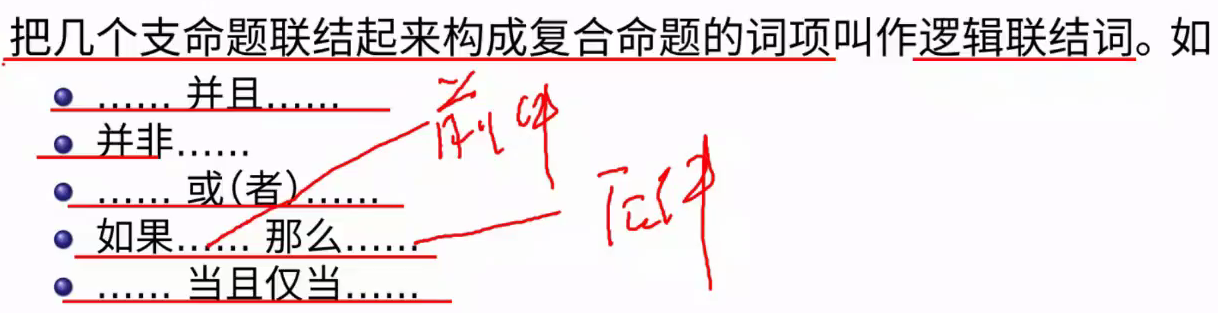 把几个支命题联结起来构成复合命题的词项叫作逻辑联结词。如
…… 并且……
并非……
…… 或(者)……
如果…… 那么……
…… 当且仅当……
前件
后件